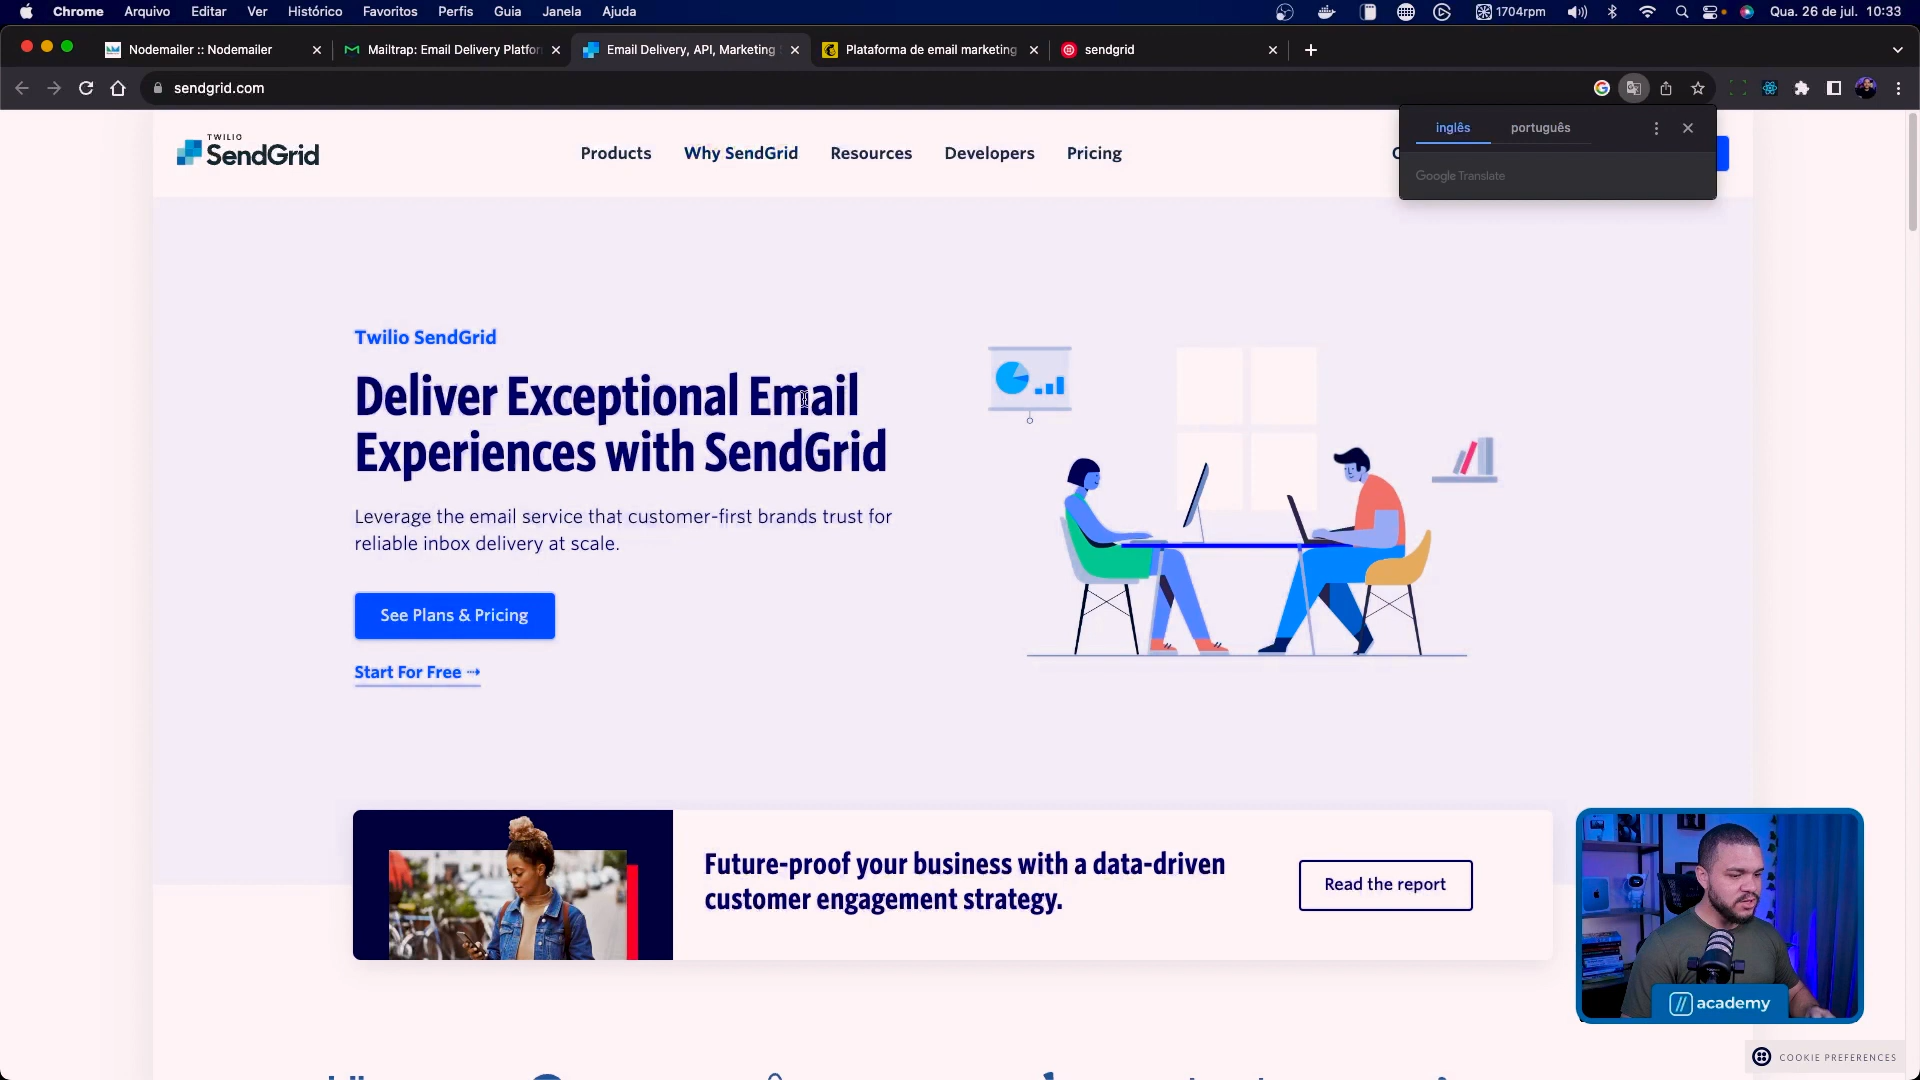 Chrome Arquivo Editar Ver Histórico Favoritos Perfis Guia Janela Ajuda 1704rpm Qua. 26 de jul. 10:33
Nodemailer :: Nodemailer Mailtrap: Email Delivery Platfor Email Delivery, API, Marketing Plataforma de email marketing sendgrid
sendgrid.com
inglês português
Google Translate
TWILIO
SendGrid
Products Why SendGrid Resources Developers Pricing
Twilio SendGrid
Deliver Exceptional Email
Experiences with SendGrid
Leverage the email service that customer-first brands trust for
reliable inbox delivery at scale.
See Plans & Pricing
Start For Free
Future-proof your business with a data-driven
customer engagement strategy.
Read the report
// academy
COOKIE PREFERENCES